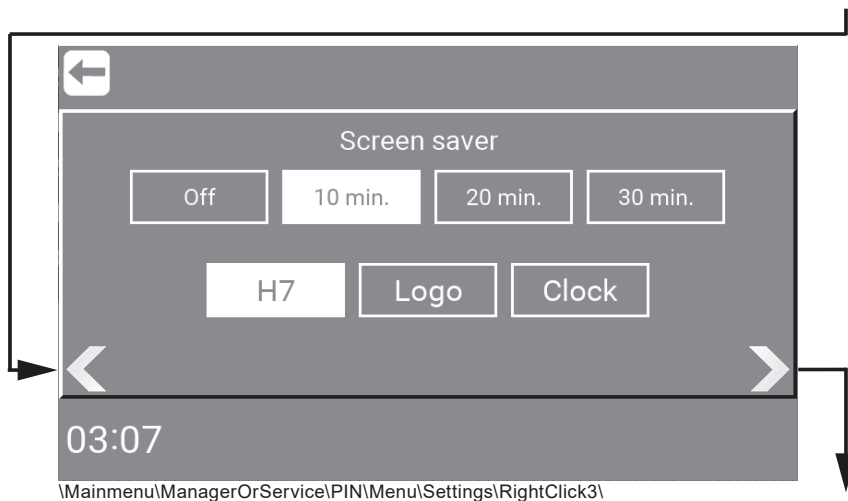 Screen saver
Off 10 min. 20 min. 30 min.
H7 Logo Clock
03:07
\Mainmenu\ManagerOrService\PIN\Menu\Settings\RightClick3\